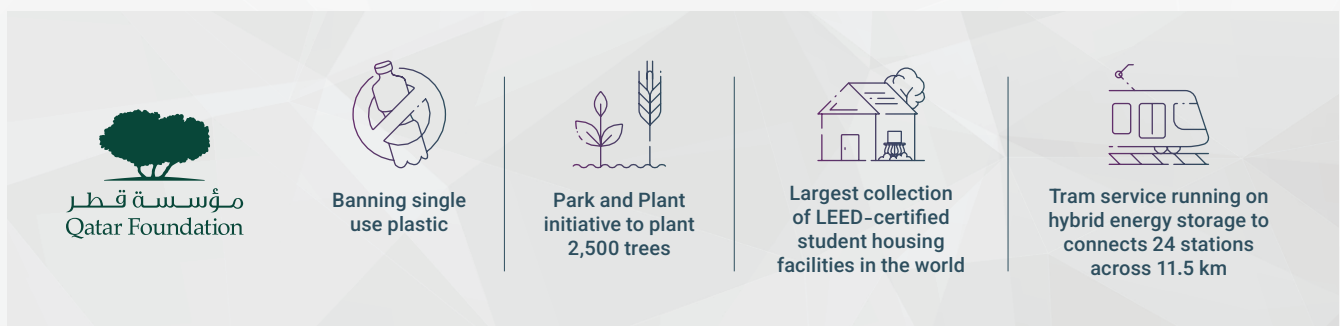 مؤسسة قطر
Qatar Foundation
Banning single
use plastic
Park and Plant
initiative to plant
2,500 trees
Largest collection
of LEED-certified
student housing
facilities in the world
Tram service running on
hybrid energy storage to
connects 24 stations
across 11.5 km